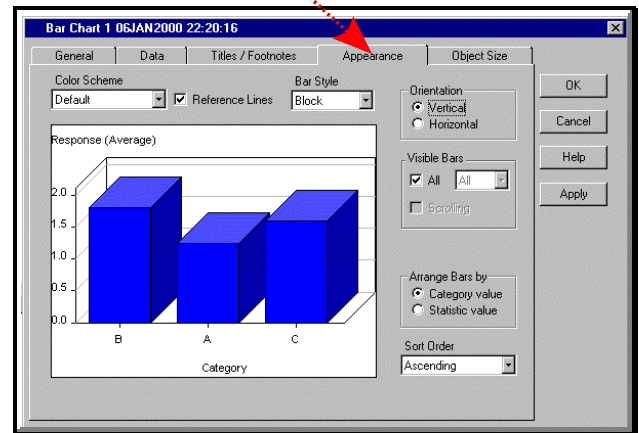 Bar Chart 1 06JAN2000 22:20:16
General Data Titles / Footnotes Appearance Object Size
Color Scheme
Default
Reference Lines
Bar Style
Block
Orientation
Vertical
Horizontal
Visible Bars
All All
Scrolling
Arrange Bars by
Category value
Statistic value
Sort Order
Ascending
OK
Cancel
Help
Apply
Response (Average)
2.0
1.5
1.0
0.5
0.0
B A C
Category